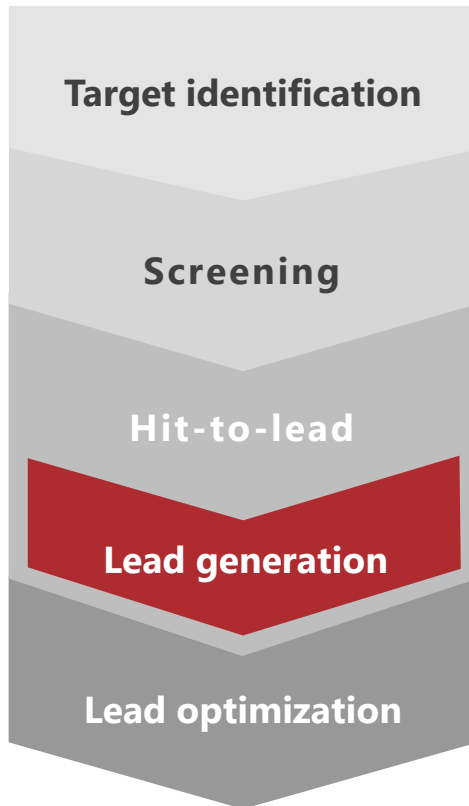 Target identification
Screening
Hit-to-lead
Lead generation
Lead optimization